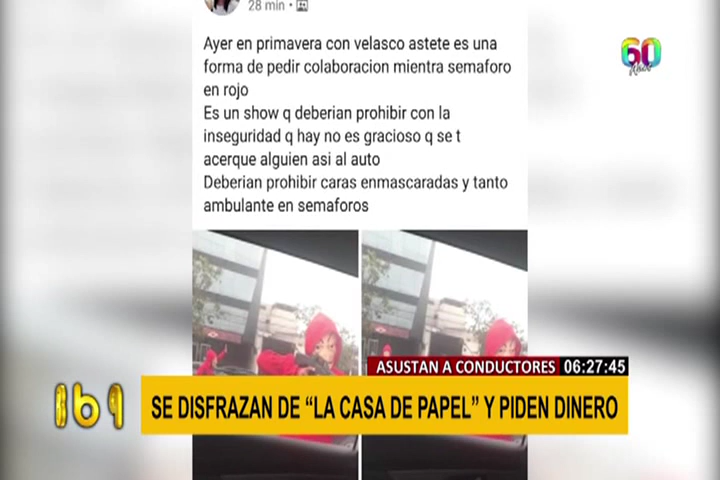 28 min
60
Años
Ayer en primavera con velasco astete es una
forma de pedir colaboracion mientra semaforo
en rojo
Es un show q deberian prohibir con la
inseguridad q hay no es gracioso q se t
acerque alguien asi al auto
Deberian prohibir caras enmascaradas y tanto
ambulante en semaforos
ASUSTAN A CONDUCTORES 06:27:45
SE DISFRAZAN DE “LA CASA DE PAPEL” Y PIDEN DINERO